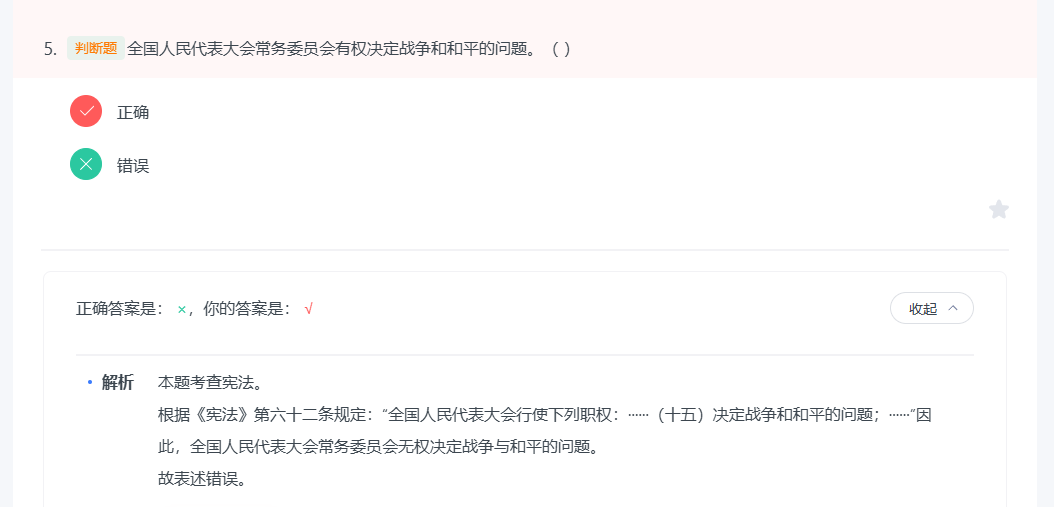 5. 判断题 全国人民代表大会常务委员会有权决定战争和和平的问题。（ ）
正确
错误
正确答案是： ×，你的答案是： √
收起
• 解析 本题考查宪法。
根据《宪法》第六十二条规定：“全国人民代表大会行使下列职权：……（十五）决定战争和和平的问题；……”因
此，全国人民代表大会常务委员会无权决定战争与和平的问题。
故表述错误。